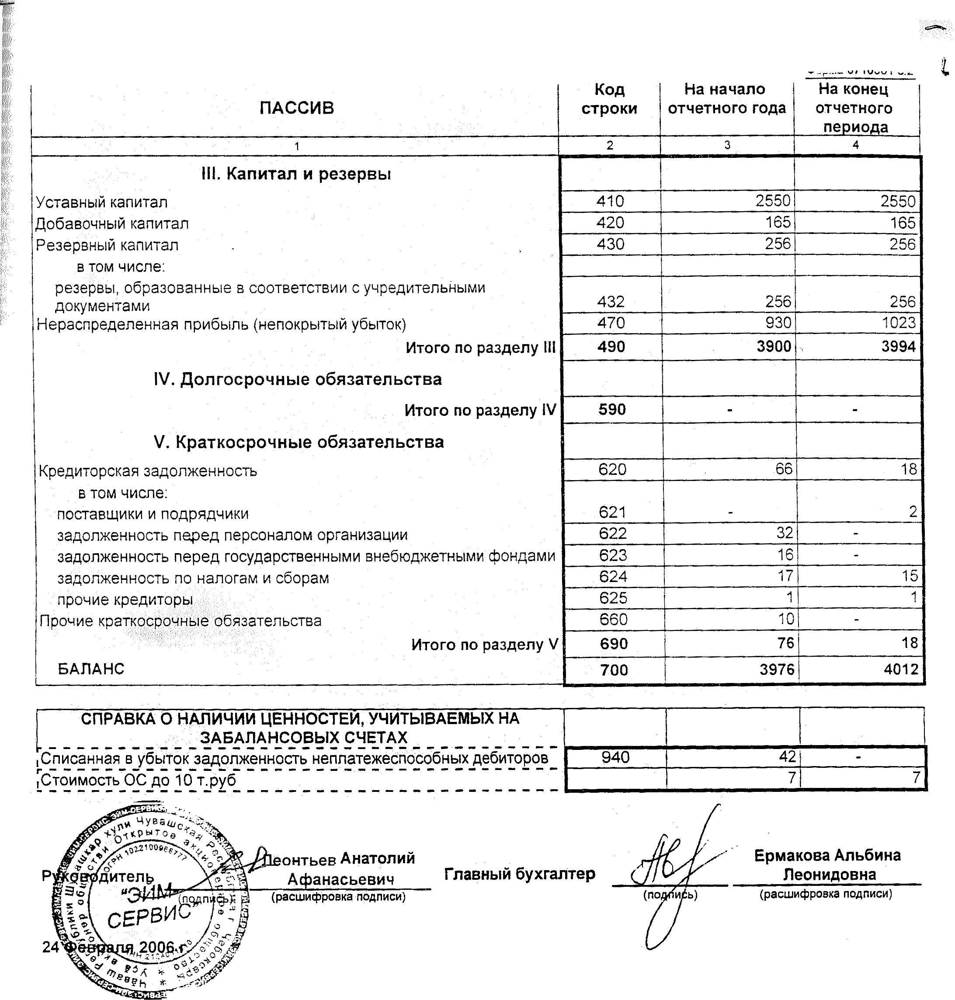 ПАССИВ Код строки На начало отчетного года На конец отчетного периода
1 2 3 4
III. Капитал и резервы
Уставный капитал 410 2550 2550
Добавочный капитал 420 165 165
Резервный капитал 430 256 256
в том числе:
резервы, образованные в соответствии с учредительными
документами 432 256 256
Нераспределенная прибыль (непокрытый убыток) 470 930 1023
Итого по разделу III 490 3900 3994
IV. Долгосрочные обязательства
Итого по разделу IV 590 - -
V. Краткосрочные обязательства
Кредиторская задолженность 620 66 18
в том числе:
поставщики и подрядчики 621 - 2
задолженность перед персоналом организации 622 32 -
задолженность перед государственными внебюджетными фондами 623 16 -
задолженность по налогам и сборам 624 17 15
прочие кредиторы 625 1 1
Прочие краткосрочные обязательства 660 10 -
Итого по разделу V 690 76 18
БАЛАНС 700 3976 4012
СПРАВКА О НАЛИЧИИ ЦЕННОСТЕЙ, УЧИТЫВАЕМЫХ НА
ЗАБАЛАНСОВЫХ СЧЕТАХ
Списанная в убыток задолженность неплатежеспособных дебиторов 940 42 -
Стоимость ОС до 10 т.руб 7 7
Руководитель
Леонтьев Анатолий
Афанасьевич
(подпись) (расшифровка подписи)
Главный бухгалтер
Ермакова Альбина
Леонидовна
(подпись) (расшифровка подписи)
"ЭИМ-
СЕРВИС"
Чувашская Республика г Чебоксары
Открытое акционерное общество
24 Февраля 2006 г.